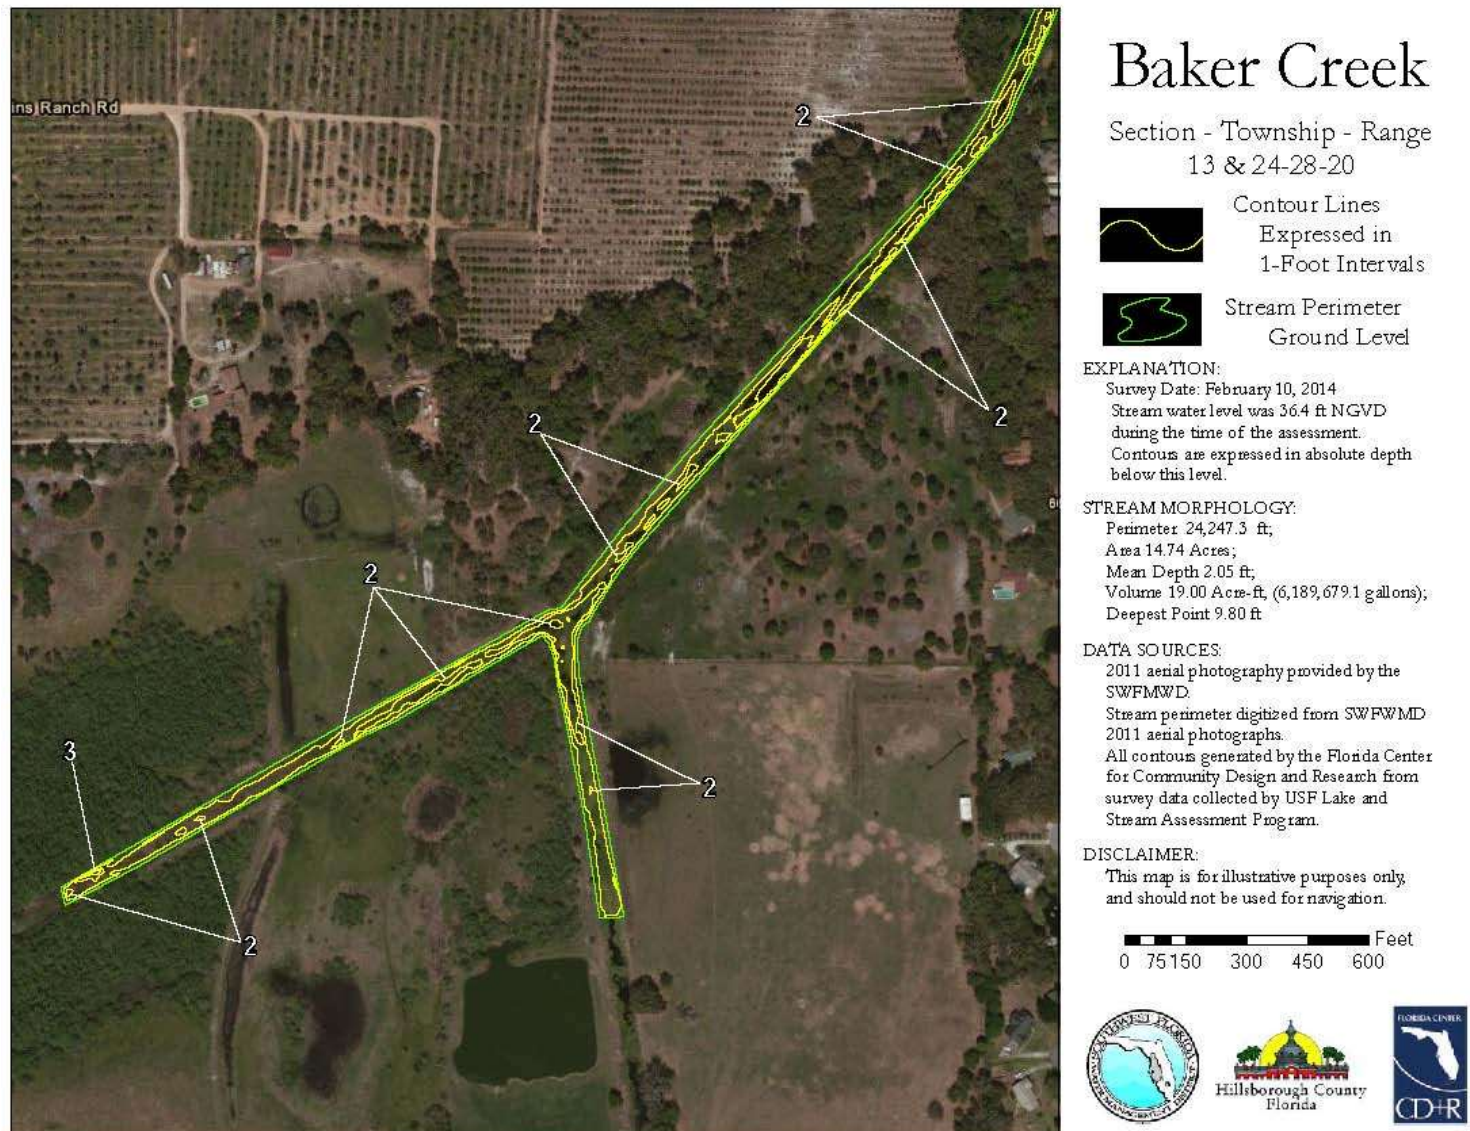 ins Ranch Rd
2
2
2
2
2
3
2
2
Baker Creek
Section - Township - Range
13 & 24-28-20
Contour Lines
Expressed in
1-Foot Intervals
Stream Perimeter
Ground Level
EXPLANATION:
Survey Date: February 10, 2014
Stream water level was 36.4 ft NGVD
during the time of the assessment.
Contours are expressed in absolute depth
below this level.
STREAM MORPHOLOGY:
Perimeter 24,247.3 ft;
Area 14.74 Acres;
Mean Depth 2.05 ft;
Volume 19.00 Acre-ft, (6,189,679.1 gallons);
Deepest Point 9.80 ft
DATA SOURCES:
2011 aerial photography provided by the
SWFMWD.
Stream perimeter digitized from SWFWMD
2011 aerial photographs.
All contours generated by the Florida Center
for Community Design and Research from
survey data collected by USF Lake and
Stream Assessment Program.
DISCLAIMER:
This map is for illustrative purposes only,
and should not be used for navigation.
Feet
0 75 150 300 450 600
SOUTHWEST FLORIDA
WATER MANAGEMENT DISTRICT
Hillsborough County
Florida
FLORIDA CENTER
CD+R